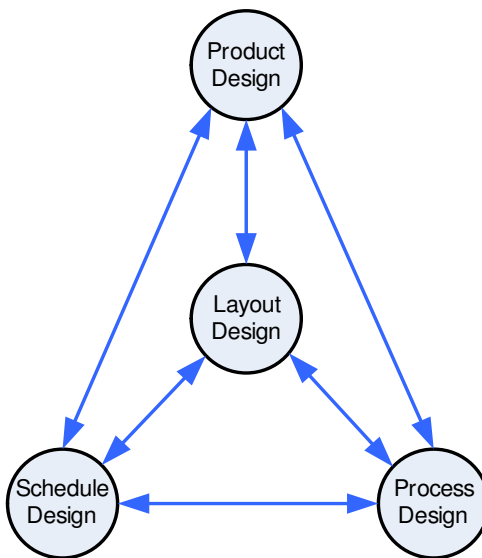 Product
Design
Layout
Design
Schedule
Design
Process
Design